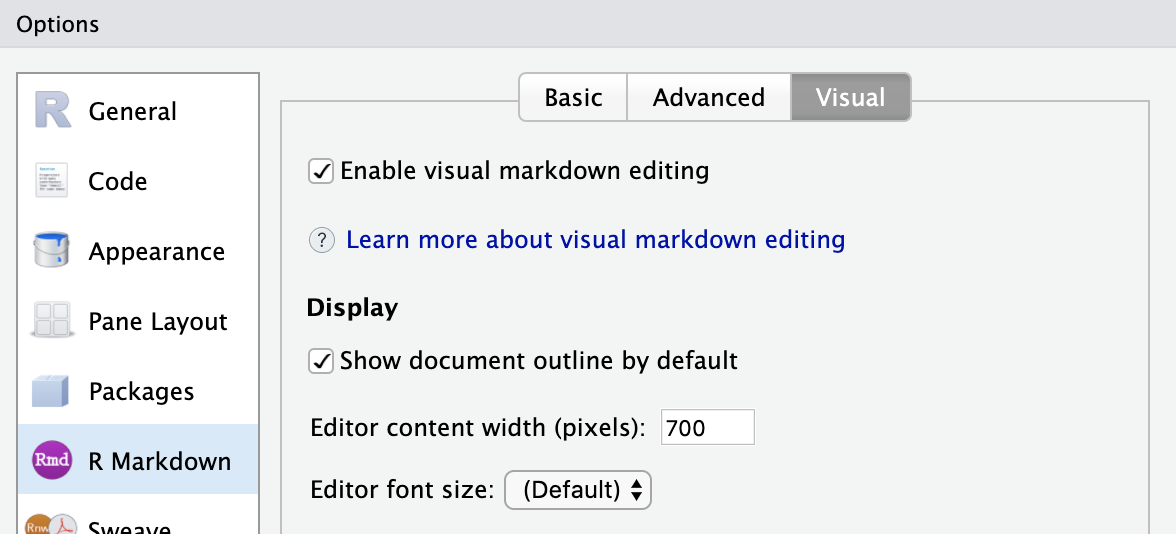 Options
General
Code
Appearance
Pane Layout
Packages
Rmd R Markdown
Rnw Sweave
Basic Advanced Visual
Enable visual markdown editing
? Learn more about visual markdown editing
Display
Show document outline by default
Editor content width (pixels): 700
Editor font size: (Default)